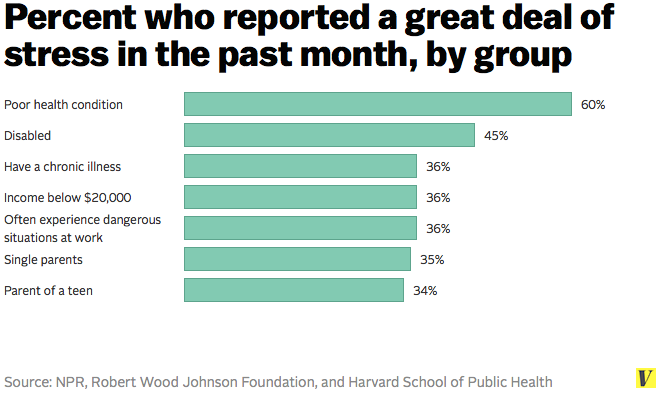 Percent who reported a great deal of
stress in the past month, by group
Poor health condition 60%
Disabled 45%
Have a chronic illness 36%
Income below $20,000 36%
Often experience dangerous
situations at work 36%
Single parents 35%
Parent of a teen 34%
Source: NPR, Robert Wood Johnson Foundation, and Harvard School of Public Health
V